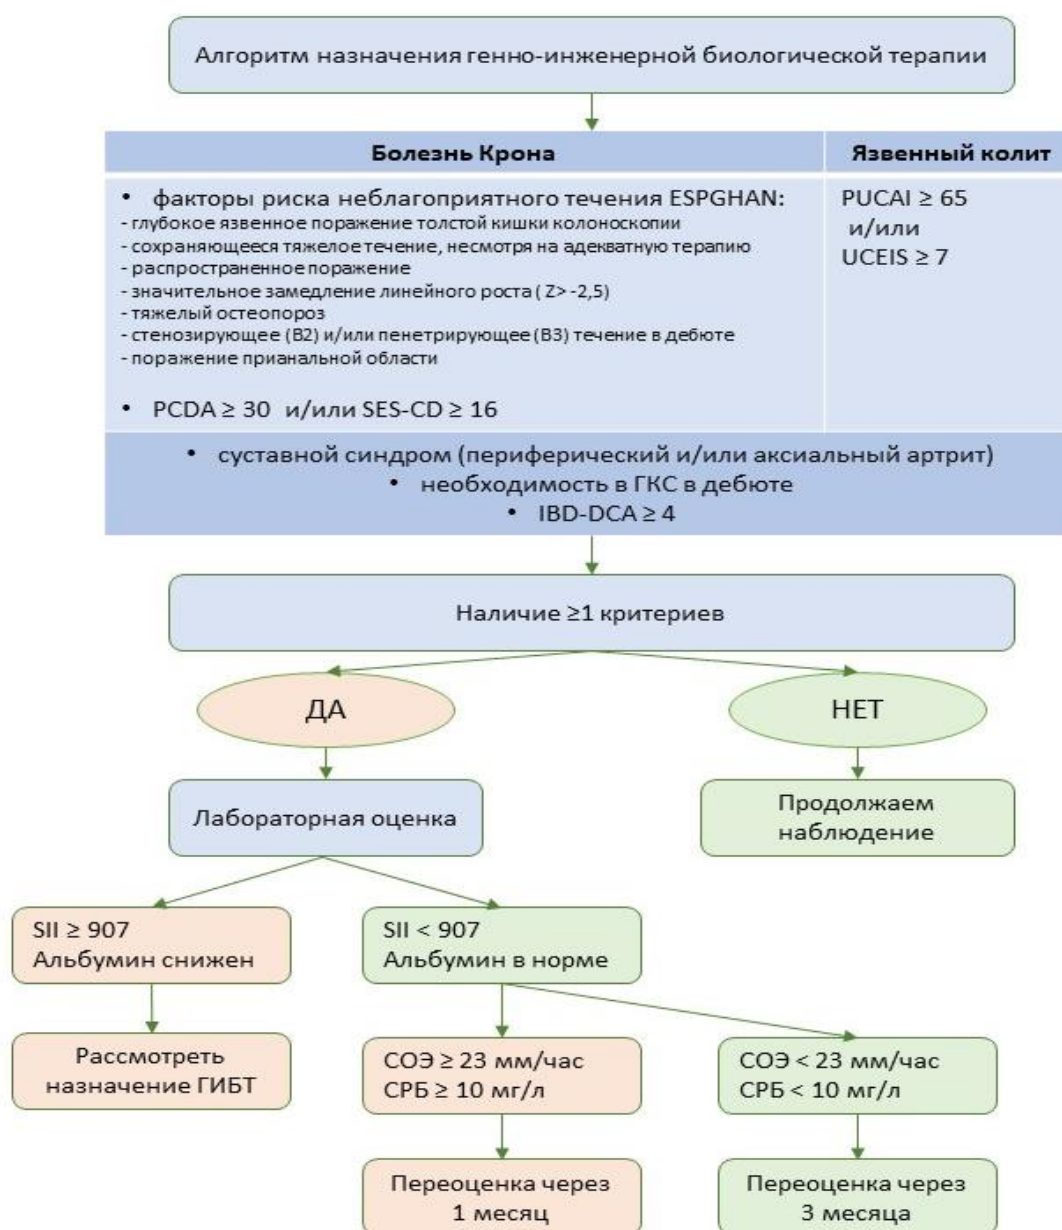 Алгоритм назначения генно-инженерной биологической терапии
Болезнь Крона
Язвенный колит
• факторы риска неблагоприятного течения ESPGHAN:
- глубокое язвенное поражение толстой кишки колоноскопии
- сохраняющееся тяжелое течение, несмотря на адекватную терапию
- распространенное поражение
- значительное замедление линейного роста ( Z> -2,5)
- тяжелый остеопороз
- стенозирующее (B2) и/или пенетрирующее (B3) течение в дебюте
- поражение прианальной области
• PCDA ≥ 30 и/или SES-CD ≥ 16
PUCAI ≥ 65
и/или
UCEIS ≥ 7
• суставной синдром (периферический и/или аксиальный артрит)
• необходимость в ГКС в дебюте
• IBD-DCA ≥ 4
Наличие ≥1 критериев
ДА
НЕТ
Лабораторная оценка
Продолжаем
наблюдение
SII ≥ 907
Альбумин снижен
SII < 907
Альбумин в норме
Рассмотреть
назначение ГИБТ
СОЭ ≥ 23 мм/час
СРБ ≥ 10 мг/л
СОЭ < 23 мм/час
СРБ < 10 мг/л
Переоценка через
1 месяц
Переоценка через
3 месяца